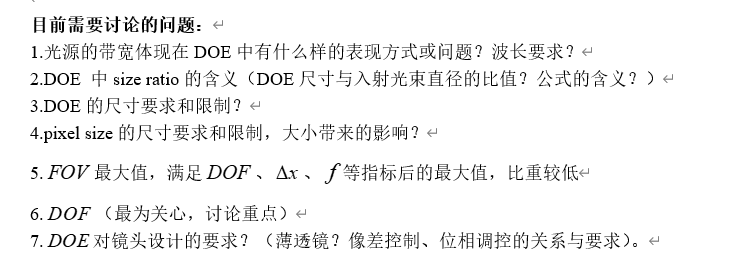 目前需要讨论的问题：
1.光源的带宽体现在 DOE 中有什么样的表现方式或问题？波长要求？
2.DOE 中 size ratio 的含义（DOE 尺寸与入射光束直径的比值？公式的含义？）
3.DOE 的尺寸要求和限制？
4.pixel size 的尺寸要求和限制，大小带来的影响？
5. FOV 最大值，满足 DOF 、 Δx 、 f 等指标后的最大值，比重较低
6. DOF （最为关心，讨论重点）
7. DOE 对镜头设计的要求？（薄透镜？像差控制、位相调控的关系与要求）。